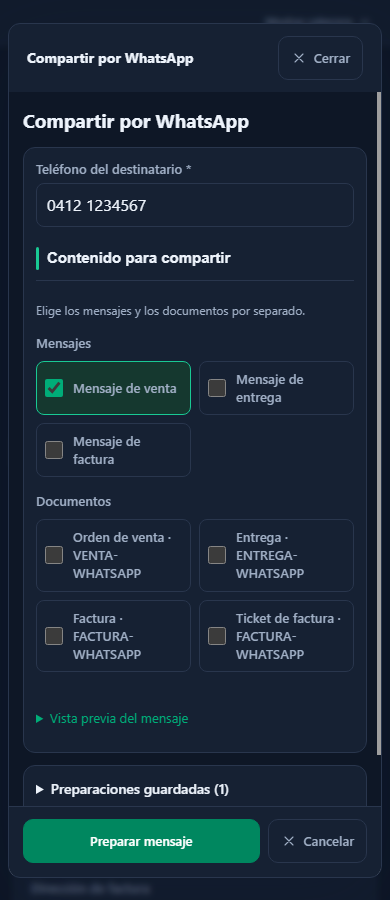 Compartir por WhatsApp
Cerrar
Compartir por WhatsApp
Teléfono del destinatario *
0412 1234567
Contenido para compartir
Elige los mensajes y los documentos por separado.
Mensajes
Mensaje de venta
Mensaje de
entrega
Mensaje de
factura
Documentos
Orden de venta ·
VENTA-
WHATSAPP
Entrega ·
ENTREGA-
WHATSAPP
Factura ·
FACTURA-
WHATSAPP
Ticket de factura ·
FACTURA-
WHATSAPP
Vista previa del mensaje
Preparaciones guardadas (1)
Preparar mensaje
Cancelar